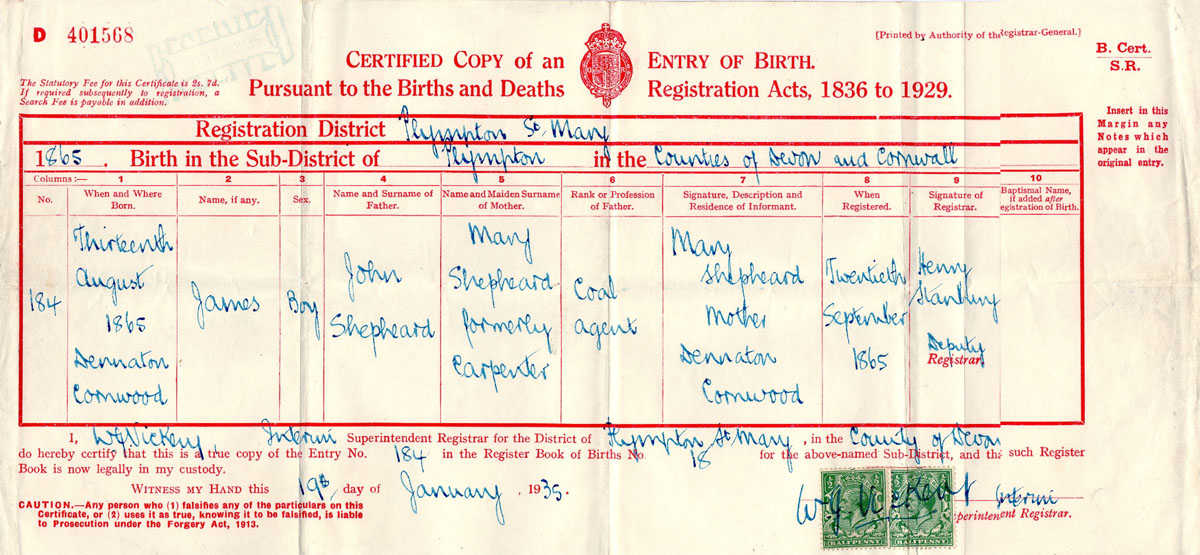 D 401568
[Printed by Authority of the Registrar-General.]
CERTIFIED COPY of an ENTRY OF BIRTH.
Pursuant to the Births and Deaths Registration Acts, 1836 to 1929.
B. Cert.
S.R.
The Statutory Fee for this Certificate is 2s. 7d.
If required subsequently to registration, a
Search Fee is payable in addition.
Insert in this
Margin any
Notes which
appear in the
original entry.
Registration District Plympton St. Mary
1865. Birth in the Sub-District of Plympton in the Counties of Devon and Cornwall
Columns:— 1 2 3 4 5 6 7 8 9 10
No.
When and Where
Born.
Name, if any.
Sex.
Name and Surname of
Father.
Name and Maiden Surname
of Mother.
Rank or Profession
of Father.
Signature, Description and
Residence of Informant.
When
Registered.
Signature of
Registrar.
Baptismal Name,
if added after
egistration of Birth.
184
Thirteenth
August
1865
Dennaton
Cornwood
James
Boy
John
Shepheard
Mary
Shepheard
formerly
Carpenter
Coal
agent
Mary
Shepheard
Mother
Dennaton
Cornwood
Twentieth
September
1865
Henry
Deputy
Registrar
I, W J Vickery, Interim Superintendent Registrar for the District of Plympton St Mary, in the County of Devon
do hereby certify that this is a true copy of the Entry No. 184 in the Register Book of Births No. 18 for the above-named Sub-District, and the such Register
Book is now legally in my custody.
WITNESS MY HAND this 19th day of January, 1935.
CAUTION.—Any person who (1) falsifies any of the particulars on this
Certificate, or (2) uses it as true, knowing it to be falsified, is liable
to Prosecution under the Forgery Act, 1913.
HALFPENNY HALFPENNY
W J Vickery Interim
perintendent Registrar.